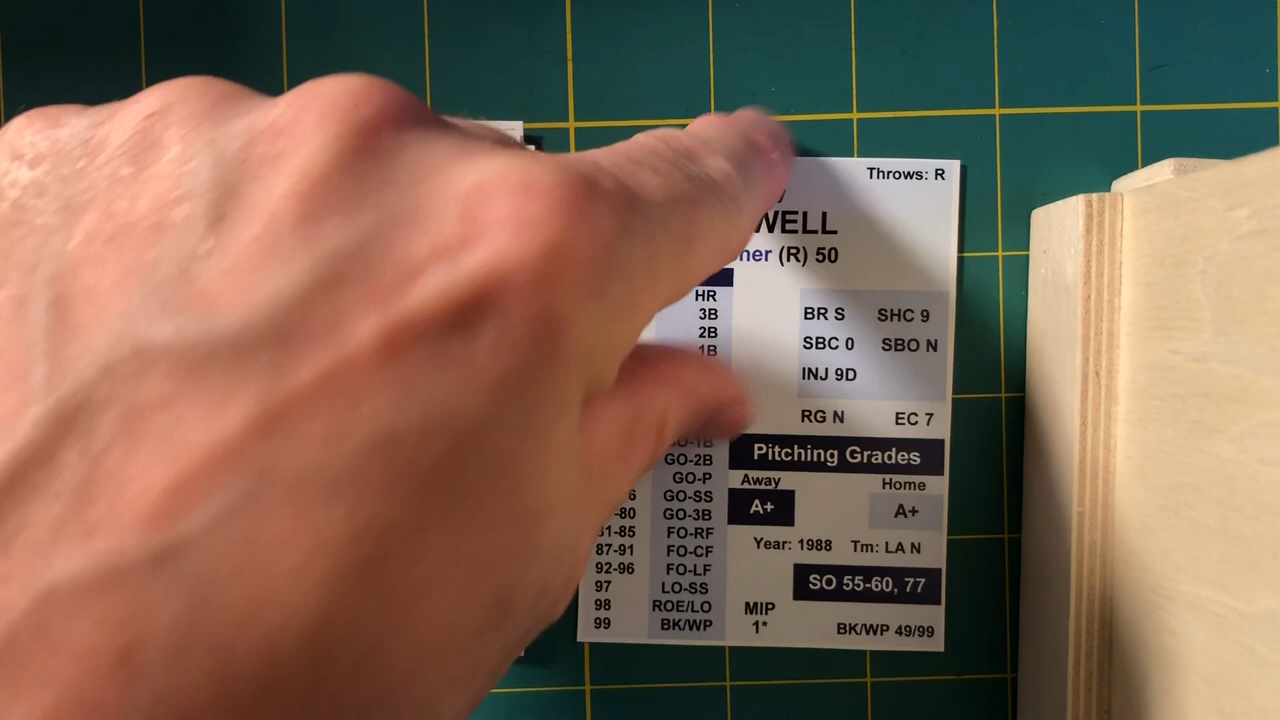 Throws: R
WELL
(R) 50
HR
3B
2B
1B
BR S SHC 9
SBC 0 SBO N
INJ 9D
RG N EC 7
GO-1B
GO-2B
GO-P
GO-SS
-80 GO-3B
81-85 FO-RF
87-91 FO-CF
92-96 FO-LF
97 LO-SS
98 ROE/LO
99 BK/WP
Pitching Grades
Away Home
A+ A+
Year: 1988 Tm: LA N
SO 55-60, 77
MIP
1*
BK/WP 49/99